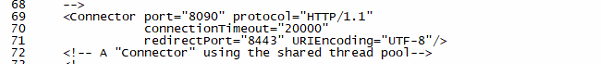 68 -->
69 <Connector port="8090" protocol="HTTP/1.1"
70 connectionTimeout="20000"
71 redirectPort="8443" URIEncoding="UTF-8"/>
72 <!-- A "Connector" using the shared thread pool-->